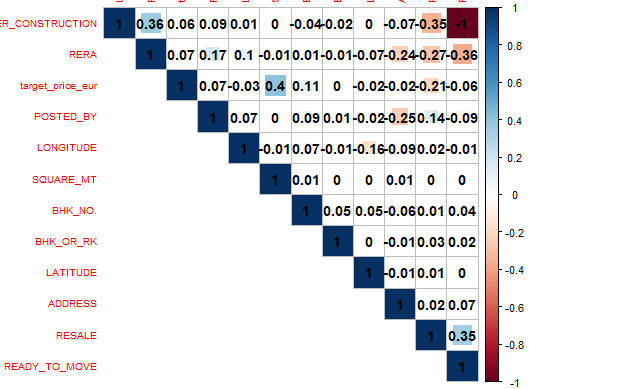 ER_CONSTRUCTION 1 0.36 0.06 0.09 0.01 0 -0.04 -0.02 0 -0.07 -0.35 -1
RERA 1 0.07 0.17 0.1 -0.01 0.01 -0.01 -0.07 -0.24 -0.27 -0.36
target_price_eur 1 0.07 -0.03 0.4 0.11 0 -0.02 -0.02 -0.21 -0.06
POSTED_BY 1 0.07 0 0.09 0.01 -0.02 -0.25 0.14 -0.09
LONGITUDE 1 -0.01 0.07 -0.01 -0.16 -0.09 0.02 -0.01
SQUARE_MT 1 0.01 0 0 0.01 0 0
BHK_NO. 1 0.05 0.05 -0.06 0.01 0.04
BHK_OR_RK 1 0 -0.01 0.03 0.02
LATITUDE 1 -0.01 0.01 0
ADDRESS 1 0.02 0.07
RESALE 1 0.35
READY_TO_MOVE 1
1
0.8
0.6
0.4
0.2
0
-0.2
-0.4
-0.6
-0.8
-1